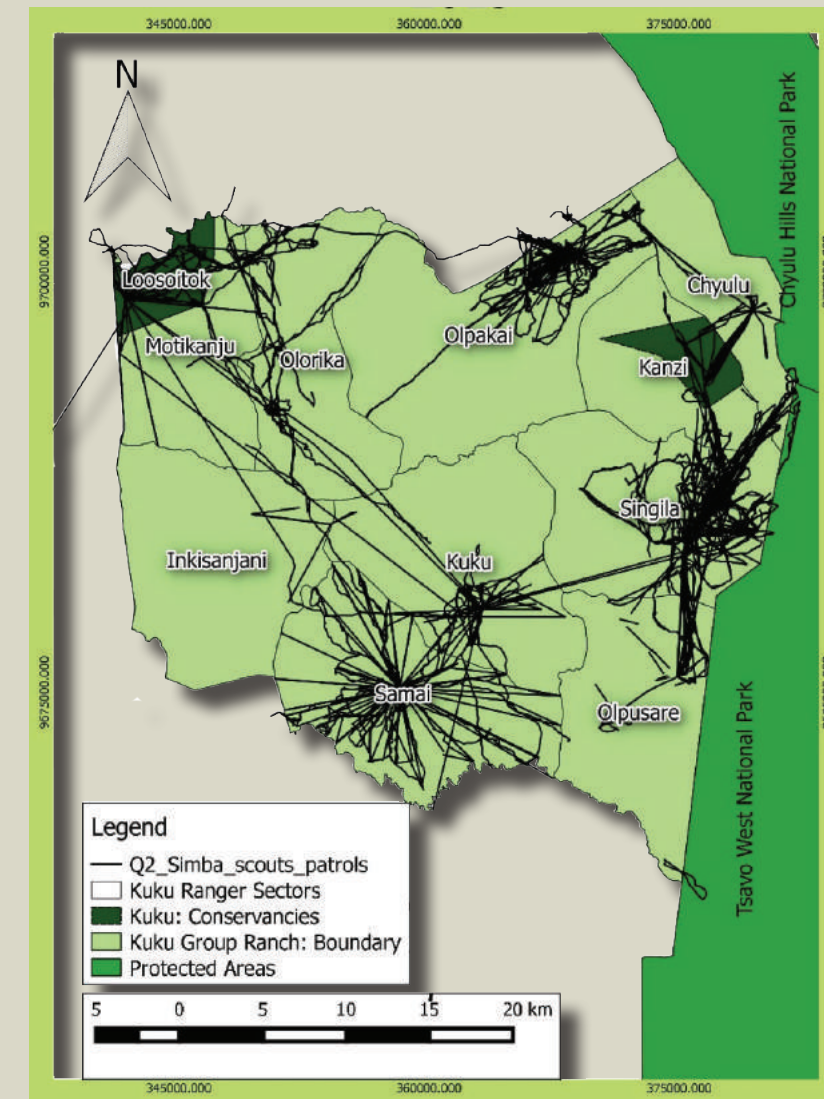 345000.000
360000.000
375000.000
N
Chyulu Hills National Park
9700000.000
Loosoitok
Chyulu
Motikanju
Olorika
Olpakai
Kanzi
Singila
Inkisanjani
Kuku
9675000.000
Samai
Olpusare
Tsavo West National Park
Legend
Q2_Simba_scouts_patrols
Kuku Ranger Sectors
Kuku: Conservancies
Kuku Group Ranch: Boundary
Protected Areas
5 0 5 10 15 20 km
345000.000
360000.000
375000.000